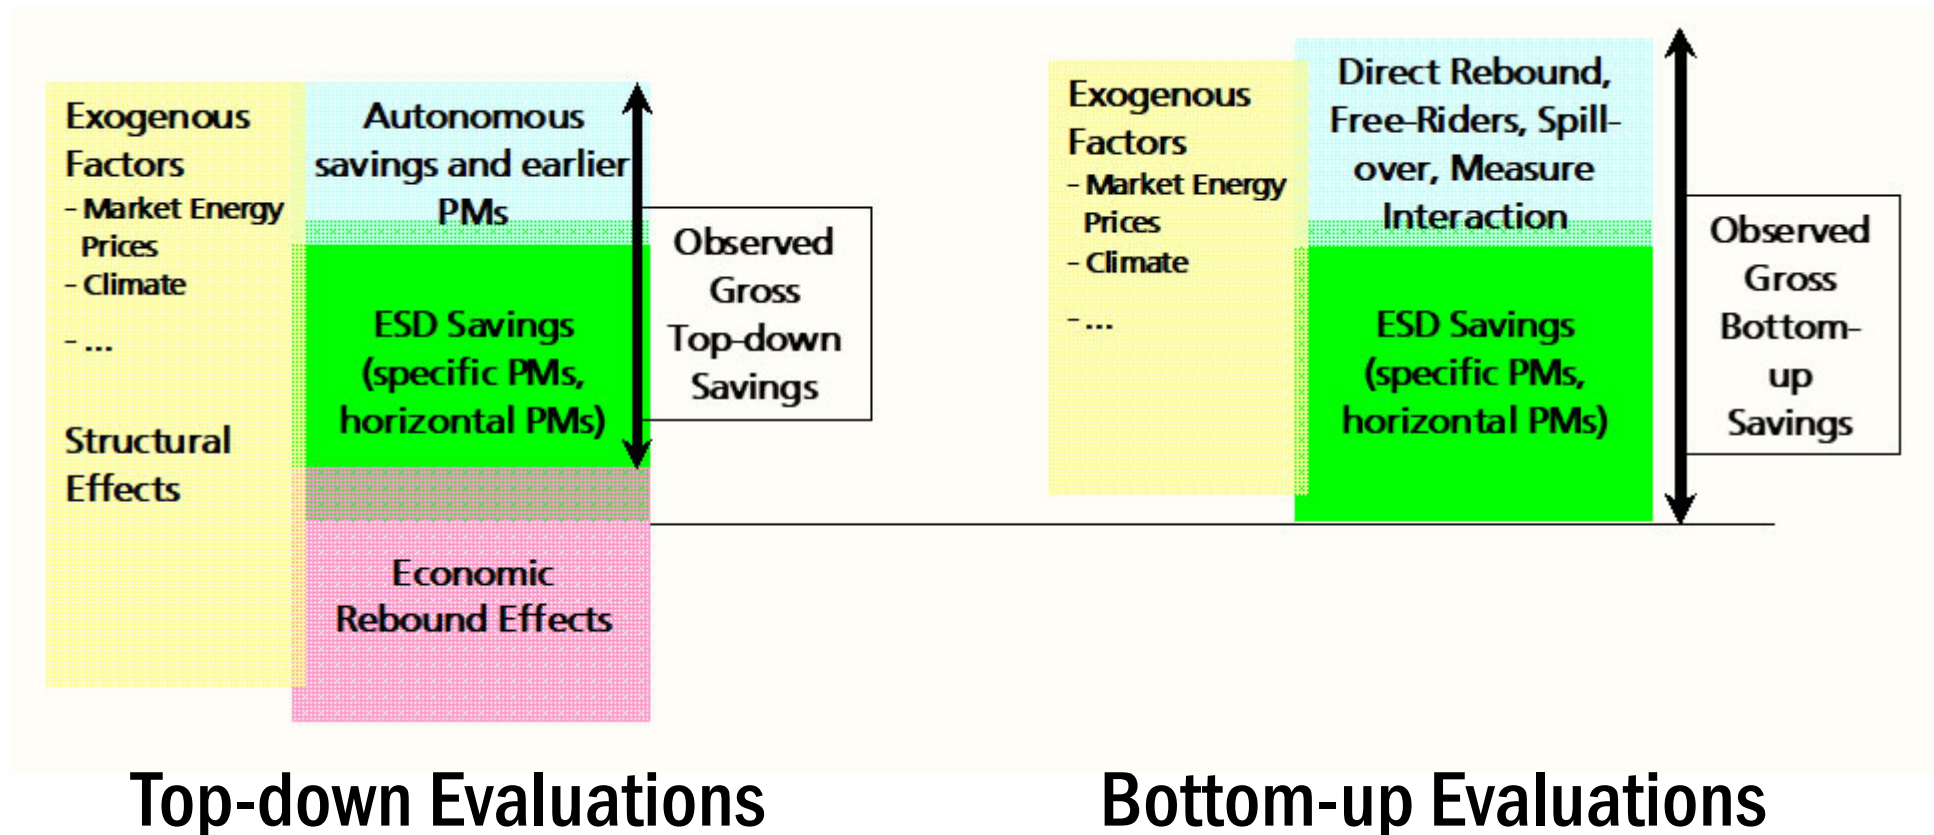 Exogenous
Factors
- Market Energy
Prices
- Climate
- ...
Structural
Effects
Autonomous
savings and earlier
PMs
ESD Savings
(specific PMs,
horizontal PMs)
Economic
Rebound Effects
Observed
Gross
Top-down
Savings
Top-down Evaluations
Exogenous
Factors
- Market Energy
Prices
- Climate
- ...
Direct Rebound,
Free-Riders, Spill-
over, Measure
Interaction
ESD Savings
(specific PMs,
horizontal PMs)
Observed
Gross
Bottom-
up
Savings
Bottom-up Evaluations